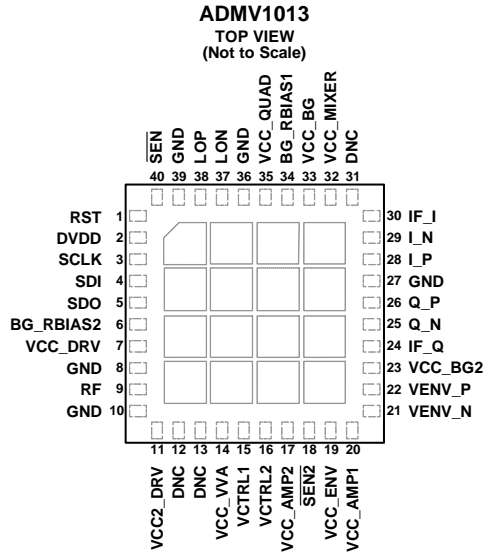 ADMV1013
TOP VIEW
(Not to Scale)
SEN
GND
LOP
LON
GND
VCC_QUAD
BG_RBIAS1
VCC_BG
VCC_MIXER
DNC
40 39 38 37 36 35 34 33 32 31
RST 1
DVDD 2
SCLK 3
SDI 4
SDO 5
BG_RBIAS2 6
VCC_DRV 7
GND 8
RF 9
GND 10
30 IF_I
29 I_N
28 I_P
27 GND
26 Q_P
25 Q_N
24 IF_Q
23 VCC_BG2
22 VENV_P
21 VENV_N
11 12 13 14 15 16 17 18 19 20
VCC2_DRV
DNC
DNC
VCC_VVA
VCTRL1
VCTRL2
VCC_AMP2
SEN2
VCC_ENV
VCC_AMP1